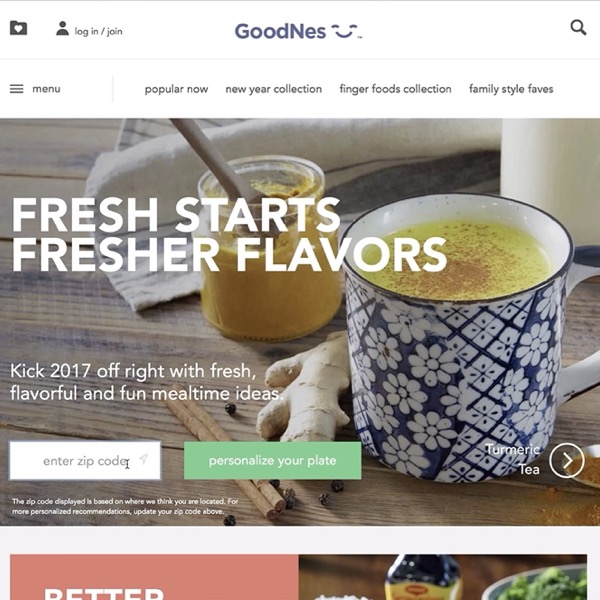 log in / join
GoodNes
™
menu
popular now
new year collection
finger foods collection
family style faves
FRESH STARTS
FRESHER FLAVORS
Kick 2017 off right with fresh,
flavorful and fun mealtime ideas.
enter zip code
personalize your plate
Turmeric
Tea
The zip code displayed is based on where we think you are located. For
more personalized recommendations, update your zip code above.
BETTER
MAGGI